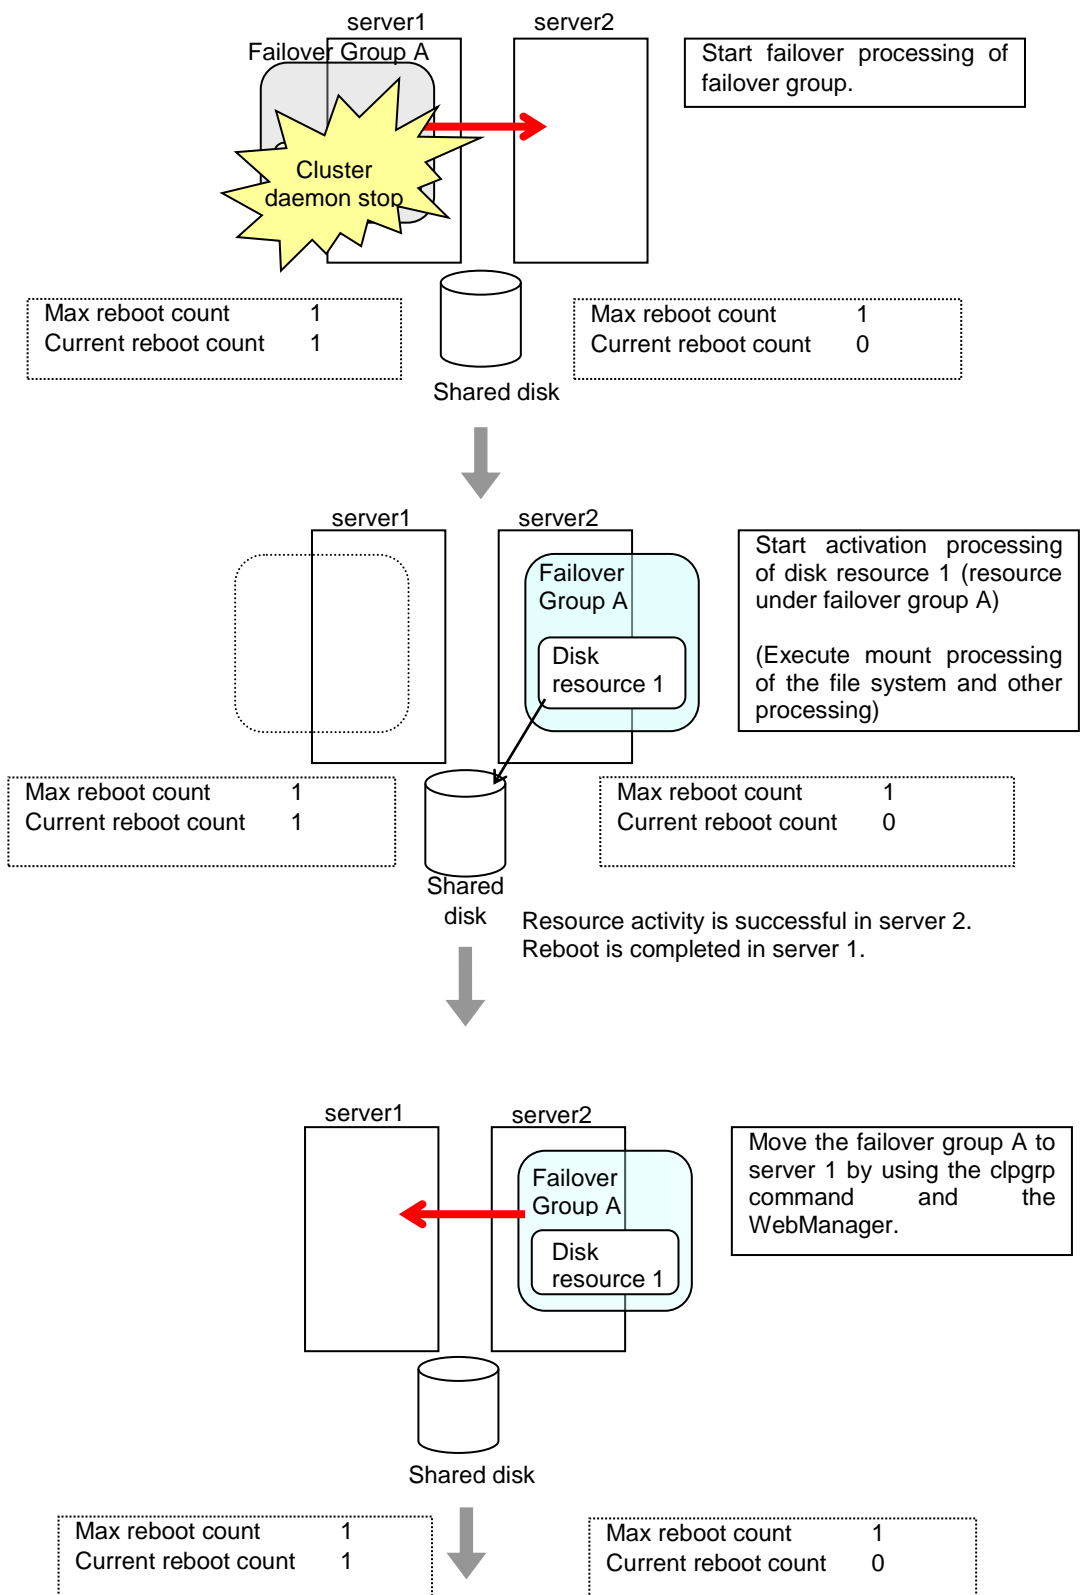 server1
server2
Failover Group A
Start failover processing of
failover group.
Cluster
daemon stop
Max reboot count 1
Current reboot count 1
Max reboot count 1
Current reboot count 0
Shared disk
server1
server2
Failover
Group A
Disk
resource 1
Start activation processing
of disk resource 1 (resource
under failover group A)
(Execute mount processing
of the file system and other
processing)
Max reboot count 1
Current reboot count 1
Max reboot count 1
Current reboot count 0
Shared
disk
Resource activity is successful in server 2.
Reboot is completed in server 1.
server1
server2
Failover
Group A
Disk
resource 1
Move the failover group A to
server 1 by using the clpgrp
command and the
WebManager.
Shared disk
Max reboot count 1
Current reboot count 1
Max reboot count 1
Current reboot count 0